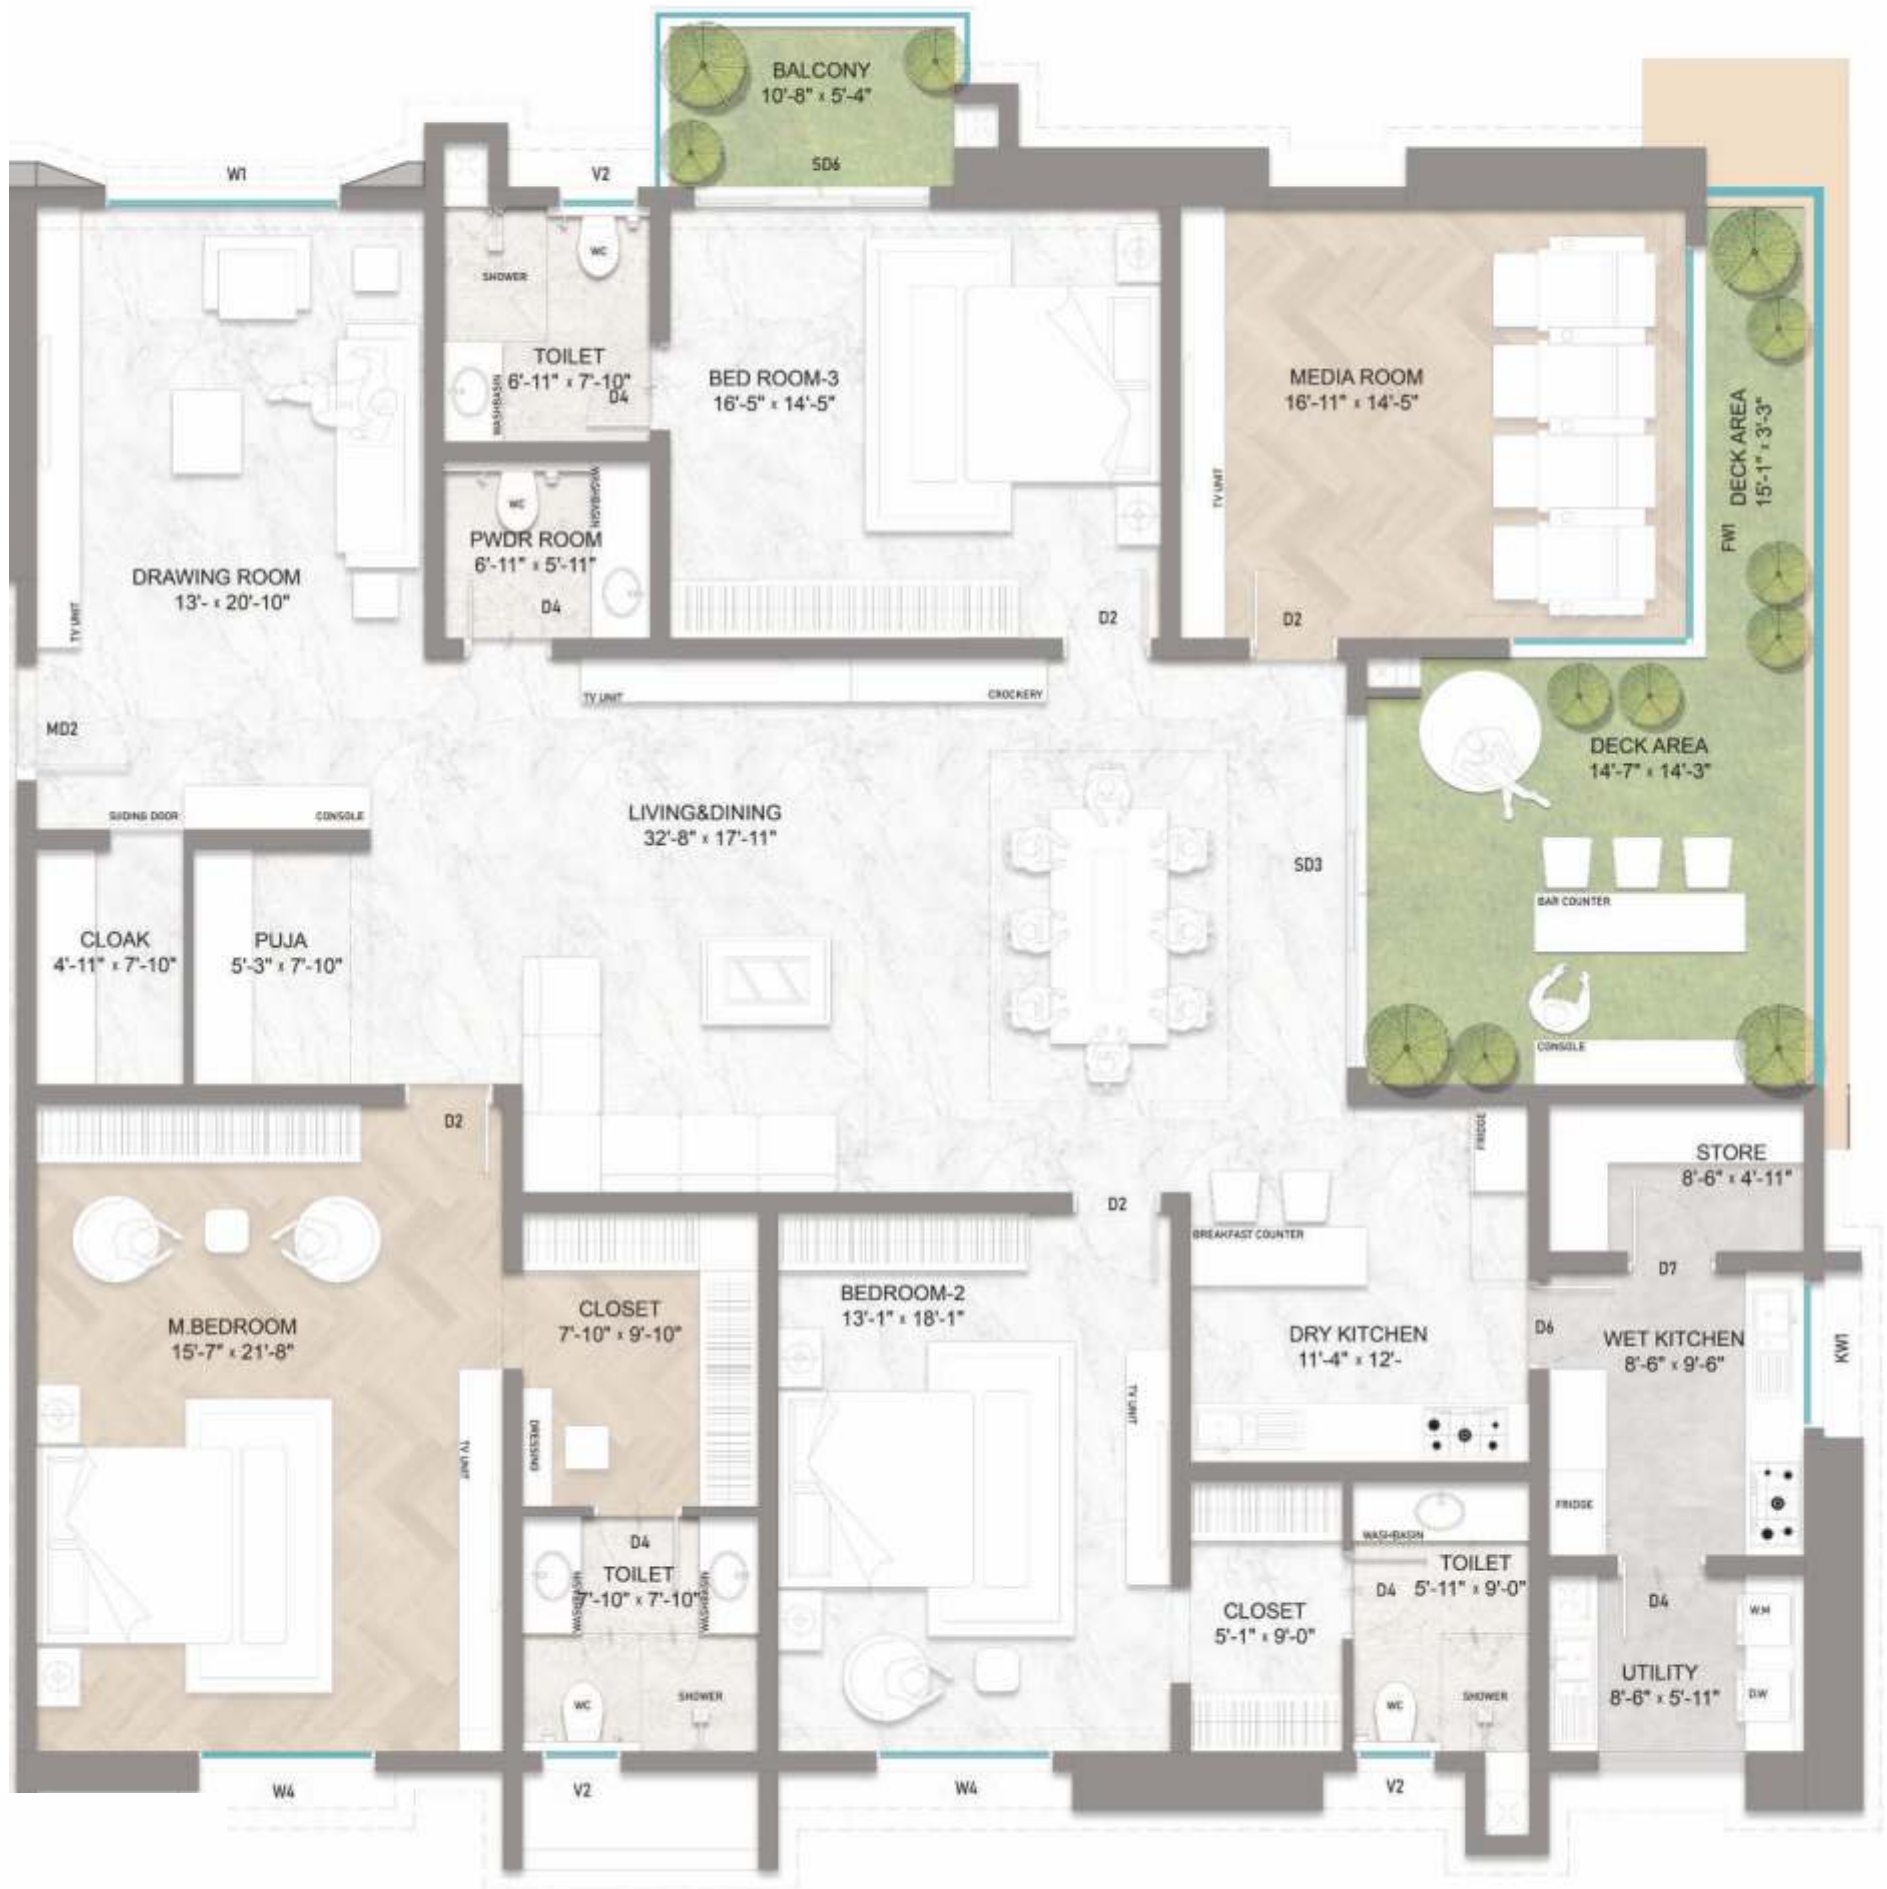 BALCONY
10'-8" x 5'-4"
SD6
W1
V2
WC
SHOWER
TOILET
6'-11" x 7'-10"
D4
WASHBASIN
BED ROOM-3
16'-5" x 14'-5"
MEDIA ROOM
16'-11" x 14'-5"
TV UNIT
DECK AREA
15'-1" x 3'-3"
FW1
WC
WASHBASIN
PWDR ROOM
6'-11" x 5'-11"
D4
DRAWING ROOM
13'- x 20'-10"
TV UNIT
D2
D2
TV UNIT
CROCKERY
MD2
DECK AREA
14'-7" x 14'-3"
SLIDING DOOR
CONSOLE
LIVING&DINING
32'-8" x 17'-11"
SD3
BAR COUNTER
CLOAK
4'-11" x 7'-10"
PUJA
5'-3" x 7'-10"
CONSOLE
D2
FRIDGE
STORE
8'-6" x 4'-11"
D2
BREAKFAST COUNTER
D7
BEDROOM-2
13'-1" x 18'-1"
CLOSET
7'-10" x 9'-10"
M.BEDROOM
15'-7" x 21'-8"
DRY KITCHEN
11'-4" x 12'-
D6
WET KITCHEN
8'-6" x 9'-6"
KW1
TV UNIT
DRESSING
TV UNIT
FRIDGE
D4
TOILET
7'-10" x 7'-10"
WASHBASIN
WASHBASIN
WASHBASIN
TOILET
5'-11" x 9'-0"
D4
CLOSET
5'-1" x 9'-0"
D4
W.M
UTILITY
8'-6" x 5'-11"
D.W
WC
SHOWER
WC
SHOWER
W4
V2
W4
V2